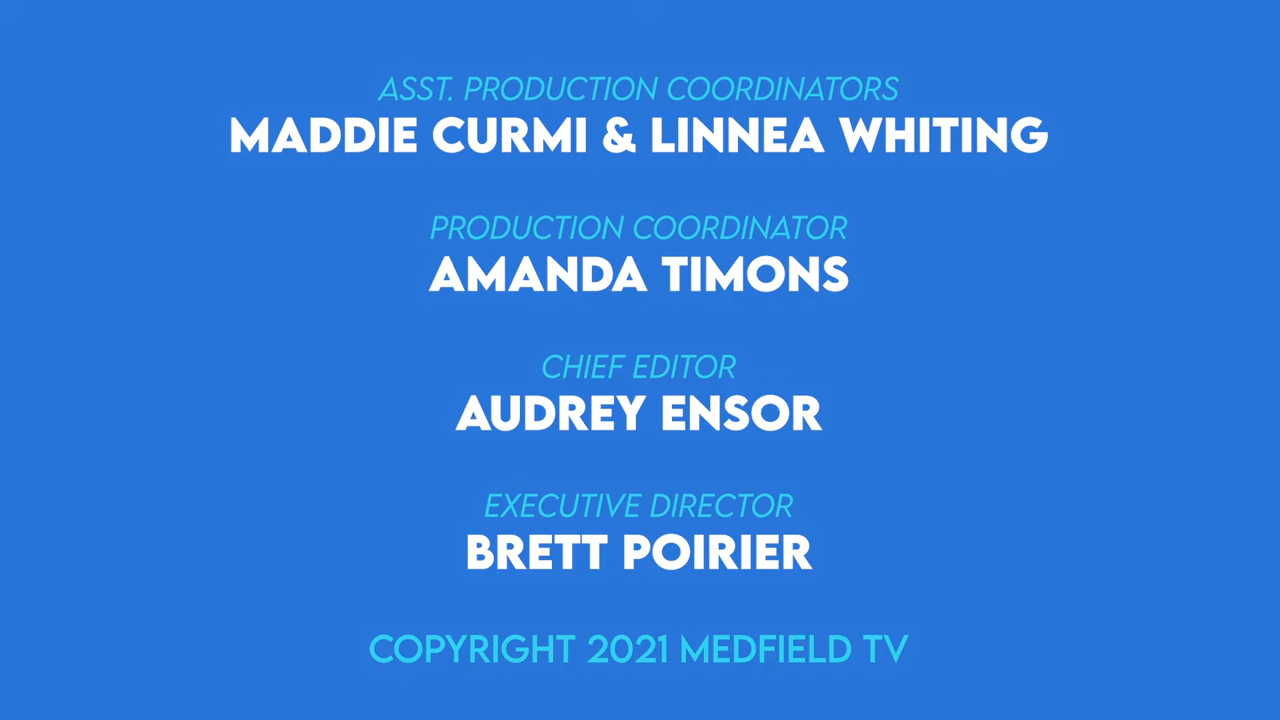 ASST. PRODUCTION COORDINATORS
MADDIE CURMI & LINNEA WHITING
PRODUCTION COORDINATOR
AMANDA TIMONS
CHIEF EDITOR
AUDREY ENSOR
EXECUTIVE DIRECTOR
BRETT POIRIER
COPYRIGHT 2021 MEDFIELD TV